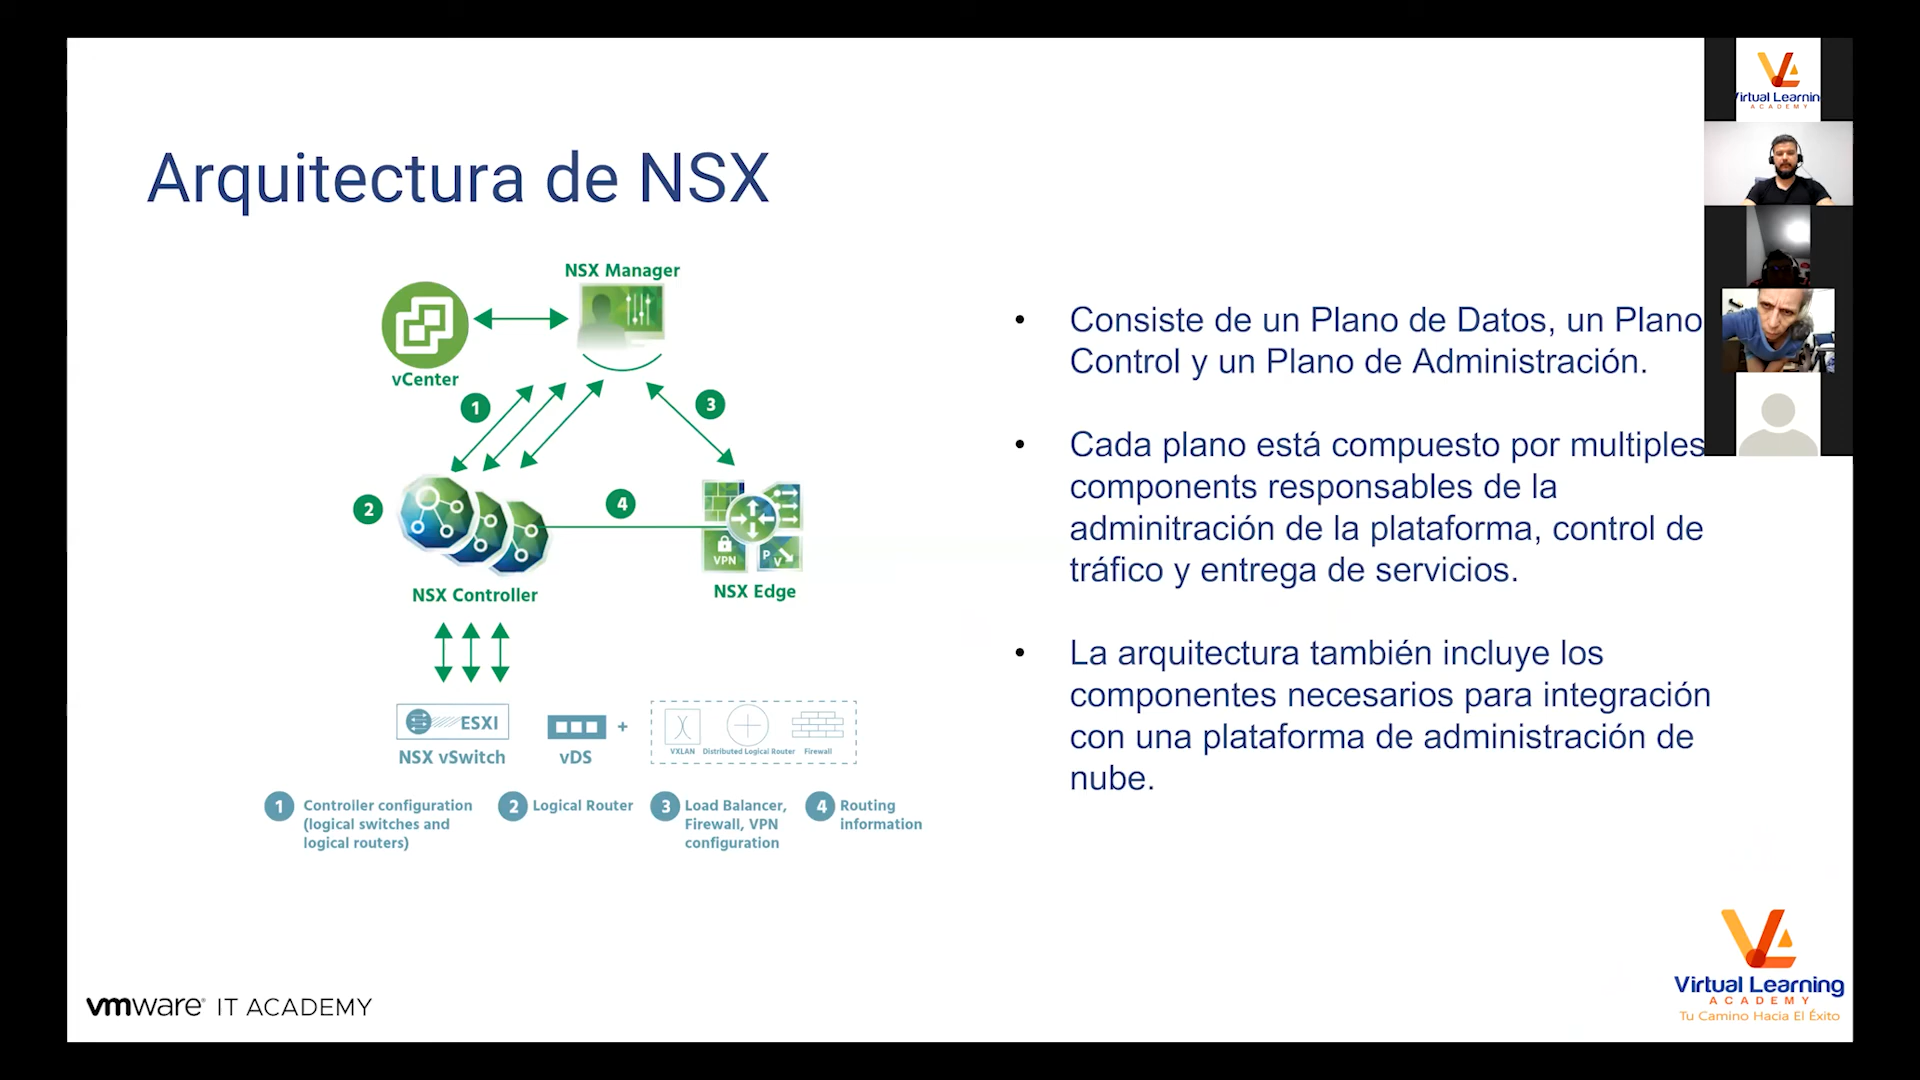 Arquitectura de NSX
NSX Manager
vCenter
1
3
2
4
VPN
P
V
NSX Controller
NSX Edge
ESXI
NSX vSwitch
vDS
+
VXLAN
Distributed Logical Router
Firewall
1 Controller configuration
(logical switches and
logical routers)
2 Logical Router
3 Load Balancer,
Firewall, VPN
configuration
4 Routing
information
• Consiste de un Plano de Datos, un Plano
Control y un Plano de Administración.
• Cada plano está compuesto por multiples
components responsables de la
adminitración de la plataforma, control de
tráfico y entrega de servicios.
• La arquitectura también incluye los
componentes necesarios para integración
con una plataforma de administración de
nube.
Virtual Learning
ACADEMY
vmware® IT ACADEMY
Virtual Learning
ACADEMY
Tu Camino Hacia El Éxito